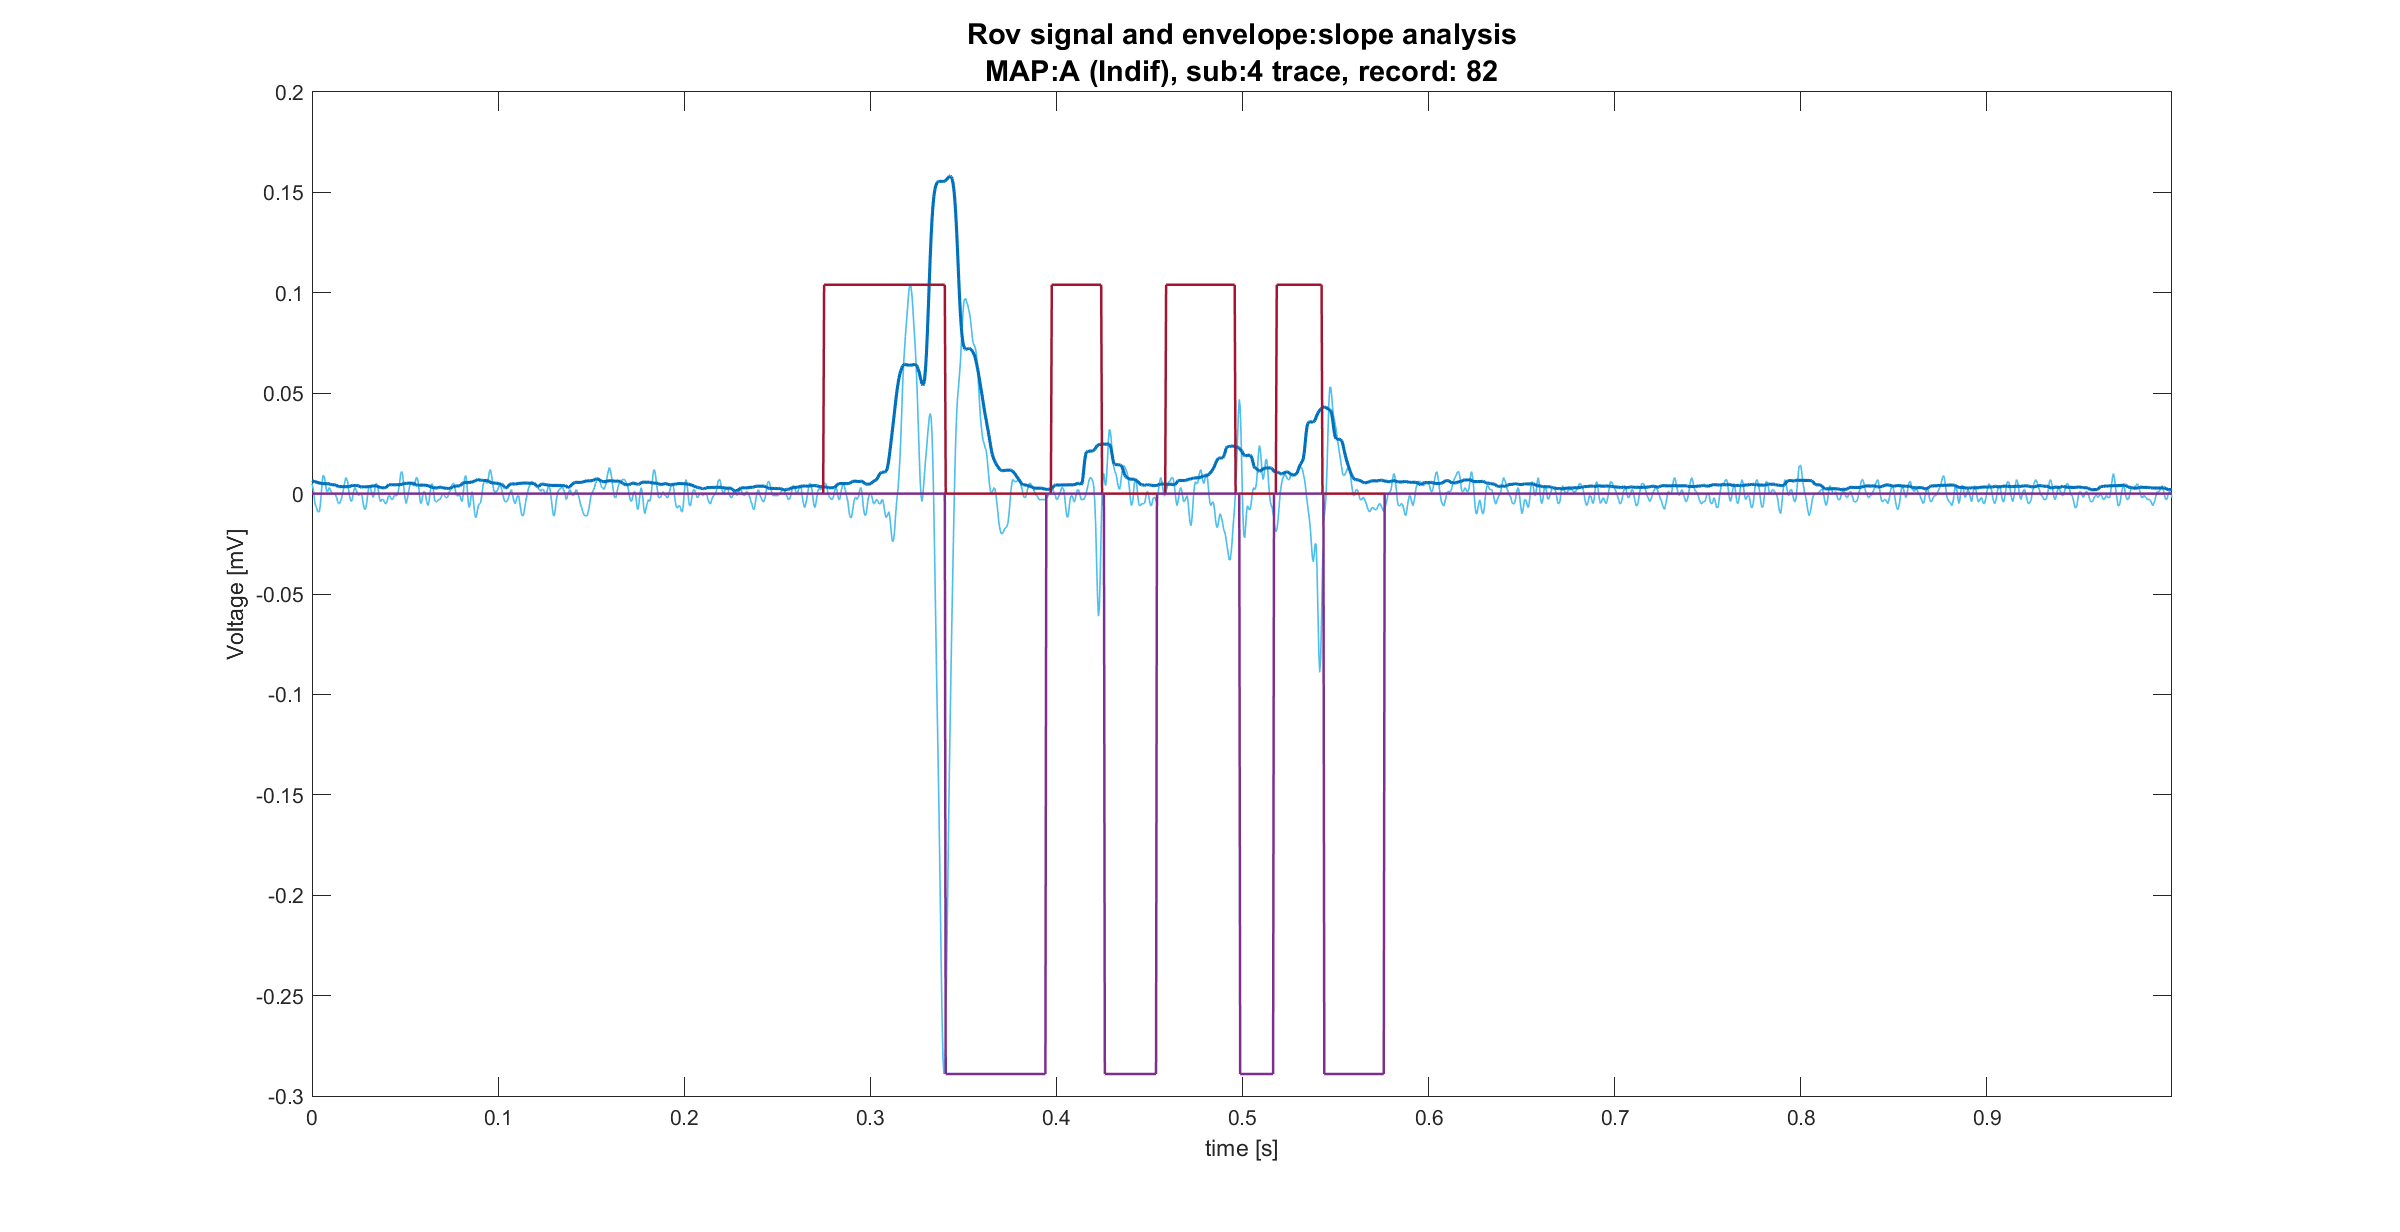 Rov signal and envelope:slope analysis
MAP:A (Indif), sub:4 trace, record: 82
0.2
0.15
0.1
0.05
0
-0.05
-0.1
-0.15
-0.2
-0.25
-0.3
Voltage [mV]
0 0.1 0.2 0.3 0.4 0.5 0.6 0.7 0.8 0.9
time [s]